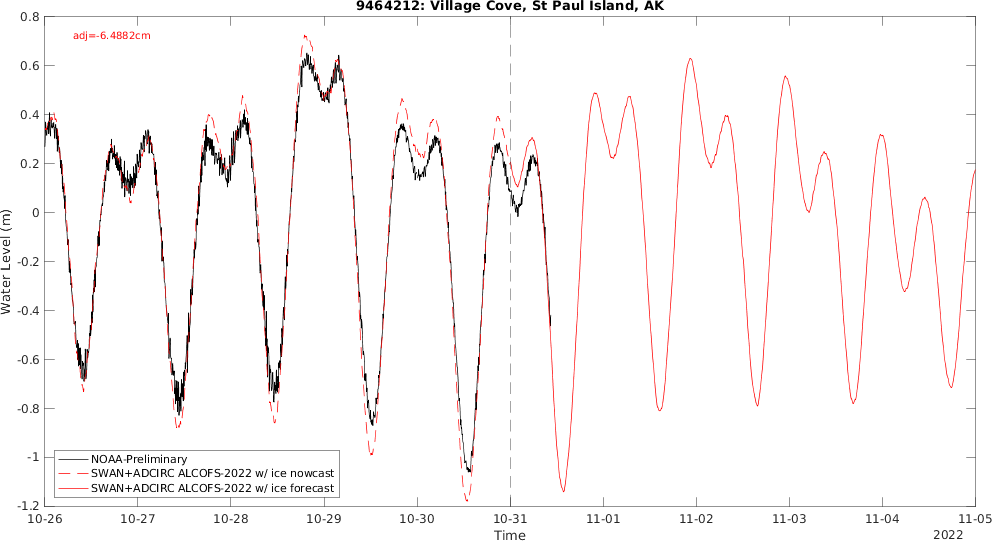 9464212: Village Cove, St Paul Island, AK
adj=-6.4882cm
0.8
0.6
0.4
0.2
0
-0.2
-0.4
-0.6
-0.8
-1
-1.2
Water Level (m)
NOAA-Preliminary
SWAN+ADCIRC ALCOFS-2022 w/ ice nowcast
SWAN+ADCIRC ALCOFS-2022 w/ ice forecast
10-26 10-27 10-28 10-29 10-30 10-31 11-01 11-02 11-03 11-04 11-05
Time
2022